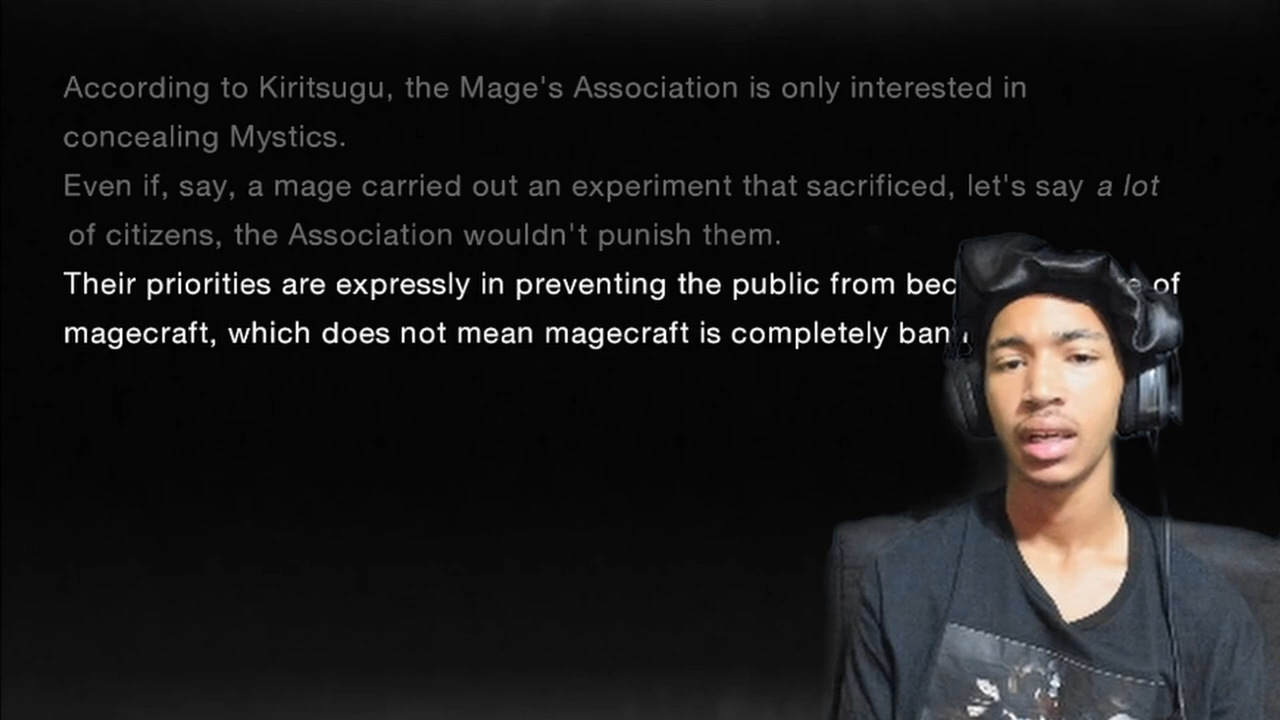 According to Kiritsugu, the Mage's Association is only interested in
concealing Mystics.
Even if, say, a mage carried out an experiment that sacrificed, let's say a lot
of citizens, the Association wouldn't punish them.
Their priorities are expressly in preventing the public from of
magecraft, which does not mean magecraft is completely